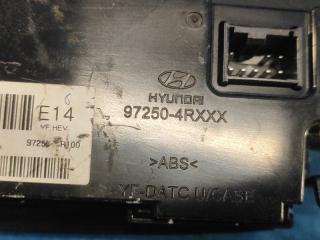 HYUNDAI
97250-4RXXX
E14
YF HEV
>ABS<
YF-DATC U/CASE